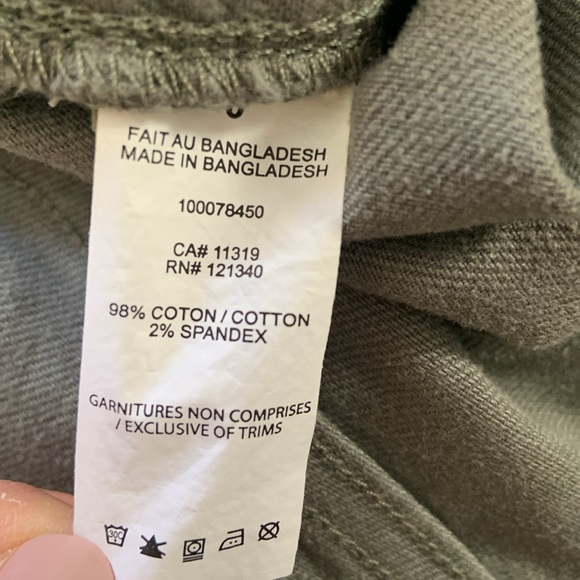 FAIT AU BANGLADESH
MADE IN BANGLADESH
100078450
CA# 11319
RN# 121340
98% COTON / COTTON
2% SPANDEX
GARNITURES NON COMPRISES
/ EXCLUSIVE OF TRIMS
30C